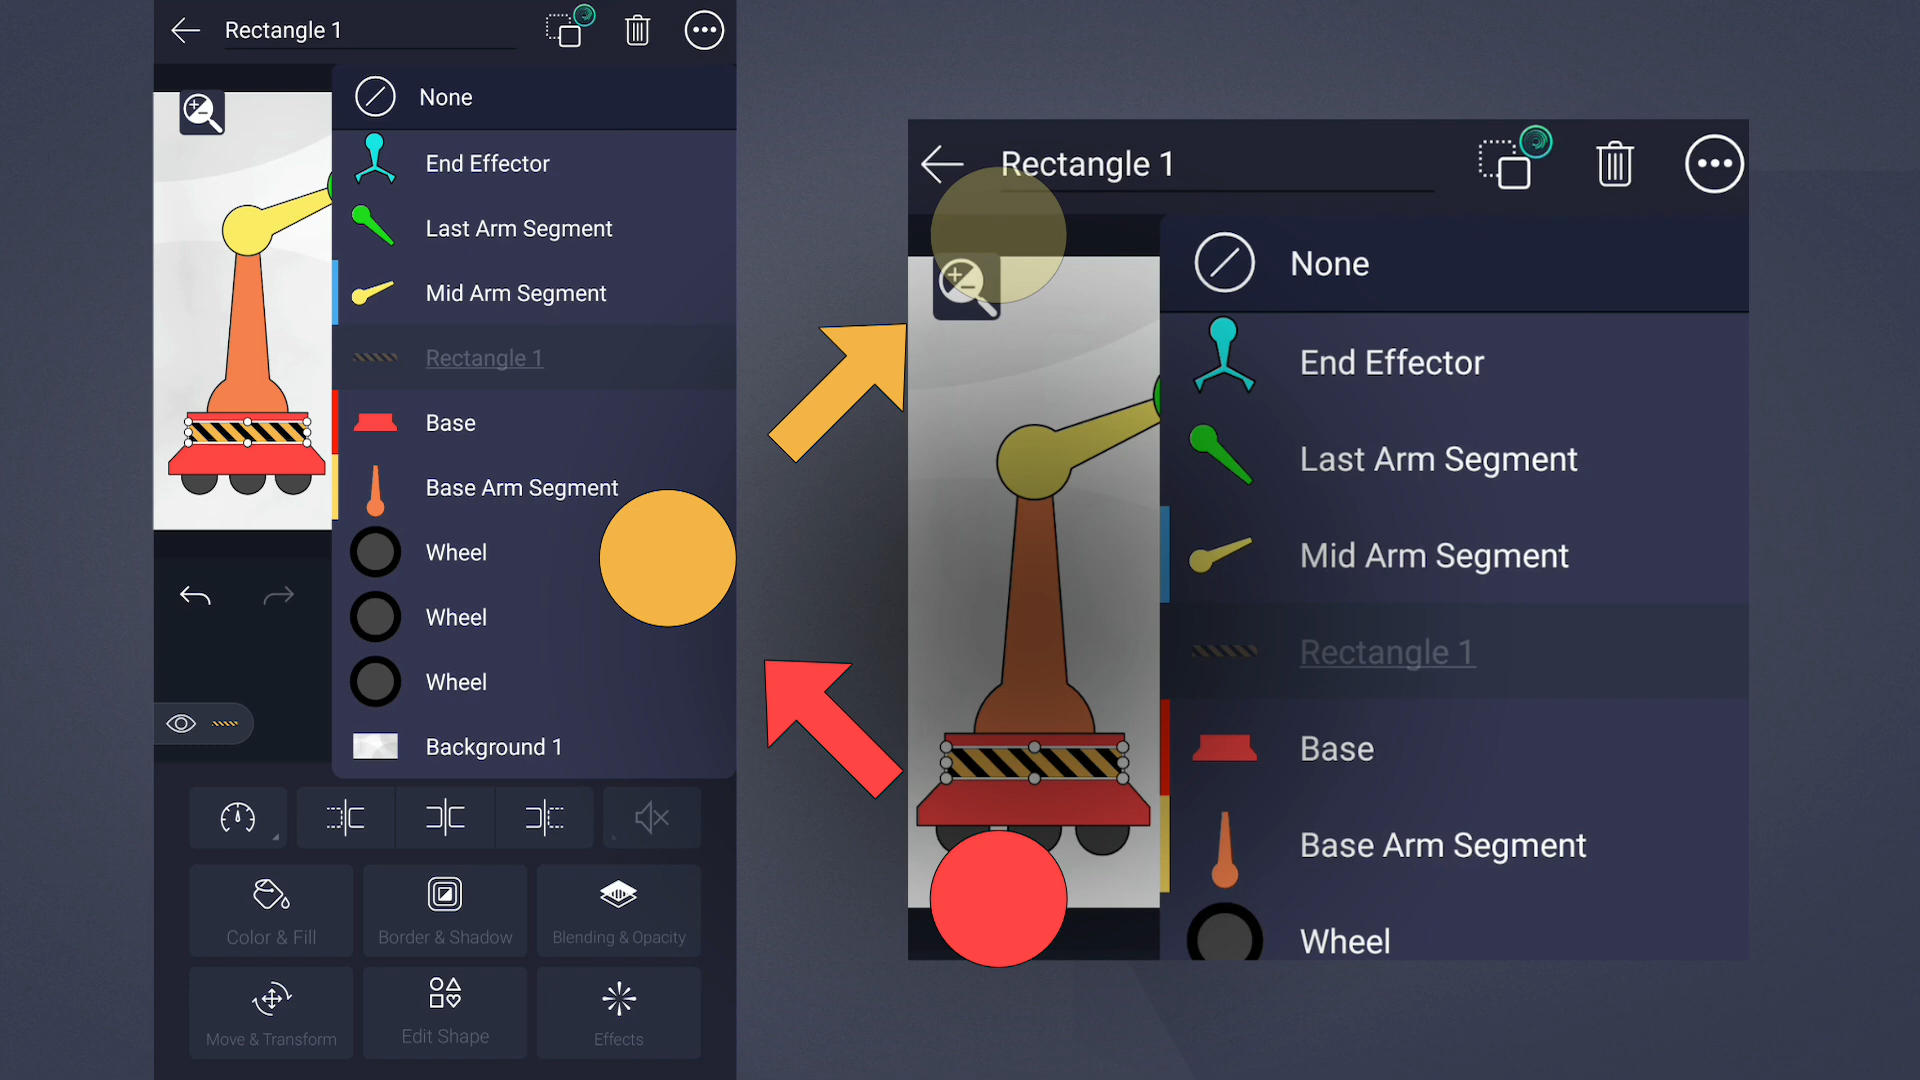 Rectangle 1
None
End Effector
Last Arm Segment
Mid Arm Segment
Rectangle 1
Base
Base Arm Segment
Wheel
Wheel
Wheel
Background 1
Color & Fill
Border & Shadow
Blending & Opacity
Move & Transform
Edit Shape
Effects
Rectangle 1
None
End Effector
Last Arm Segment
Mid Arm Segment
Rectangle 1
Base
Base Arm Segment
Wheel